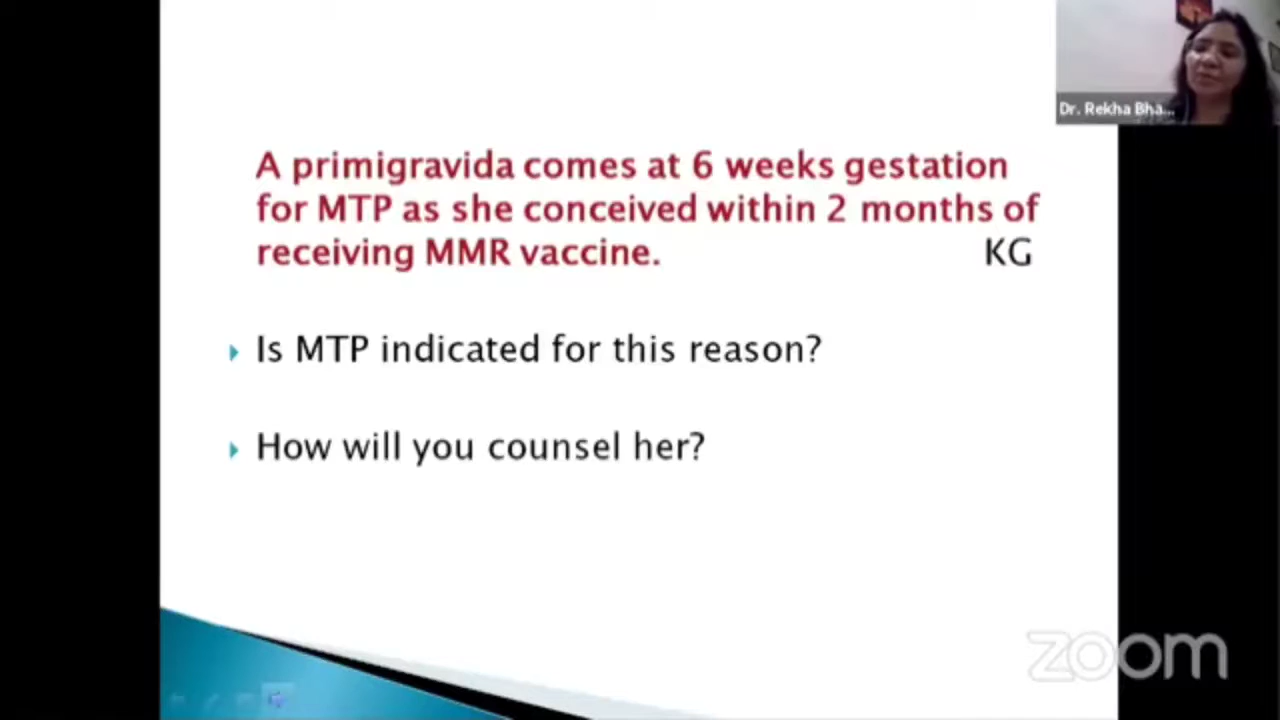 Dr. Rekha Bha...
A primigravida comes at 6 weeks gestation
for MTP as she conceived within 2 months of
receiving MMR vaccine. KG
Is MTP indicated for this reason?
How will you counsel her?
zoom